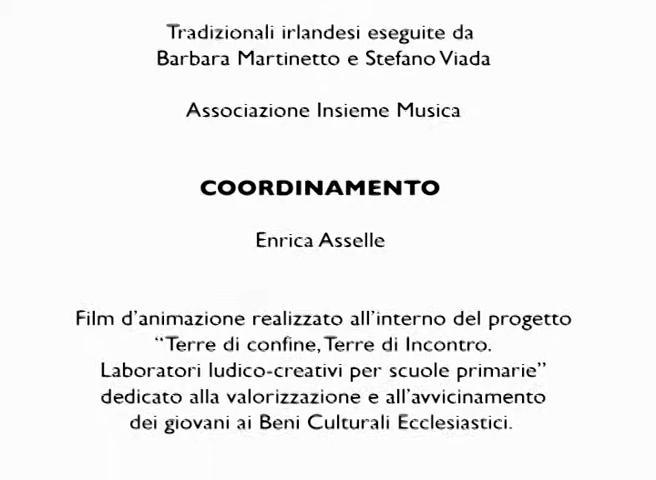 Tradizionali irlandesi eseguite da
Barbara Martinetto e Stefano Viada
Associazione Insieme Musica
COORDINAMENTO
Enrica Asselle
Film d'animazione realizzato all'interno del progetto
"Terre di confine, Terre di Incontro.
Laboratori ludico-creativi per scuole primarie"
dedicato alla valorizzazione e all'avvicinamento
dei giovani ai Beni Culturali Ecclesiastici.